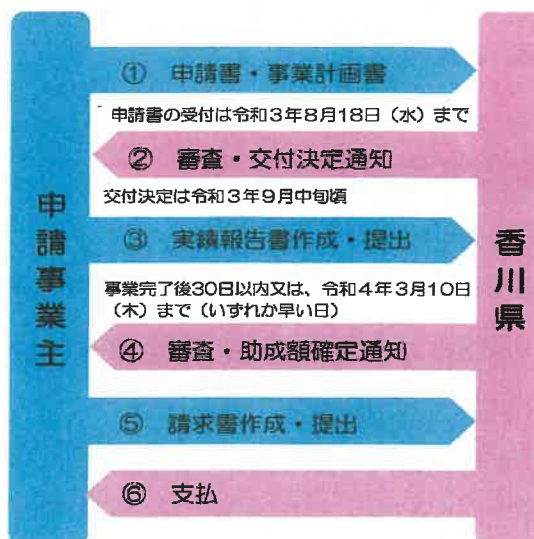 ① 申請書・事業計画書
申請書の受付は令和3年8月18日（水）まで
② 審査・交付決定通知
交付決定は令和3年9月中旬頃
③ 実績報告書作成・提出
事業完了後30日以内又は、令和4年3月10日
（木）まで（いずれか早い日）
④ 審査・助成額確定通知
⑤ 請求書作成・提出
⑥ 支払
申請事業主
香川県